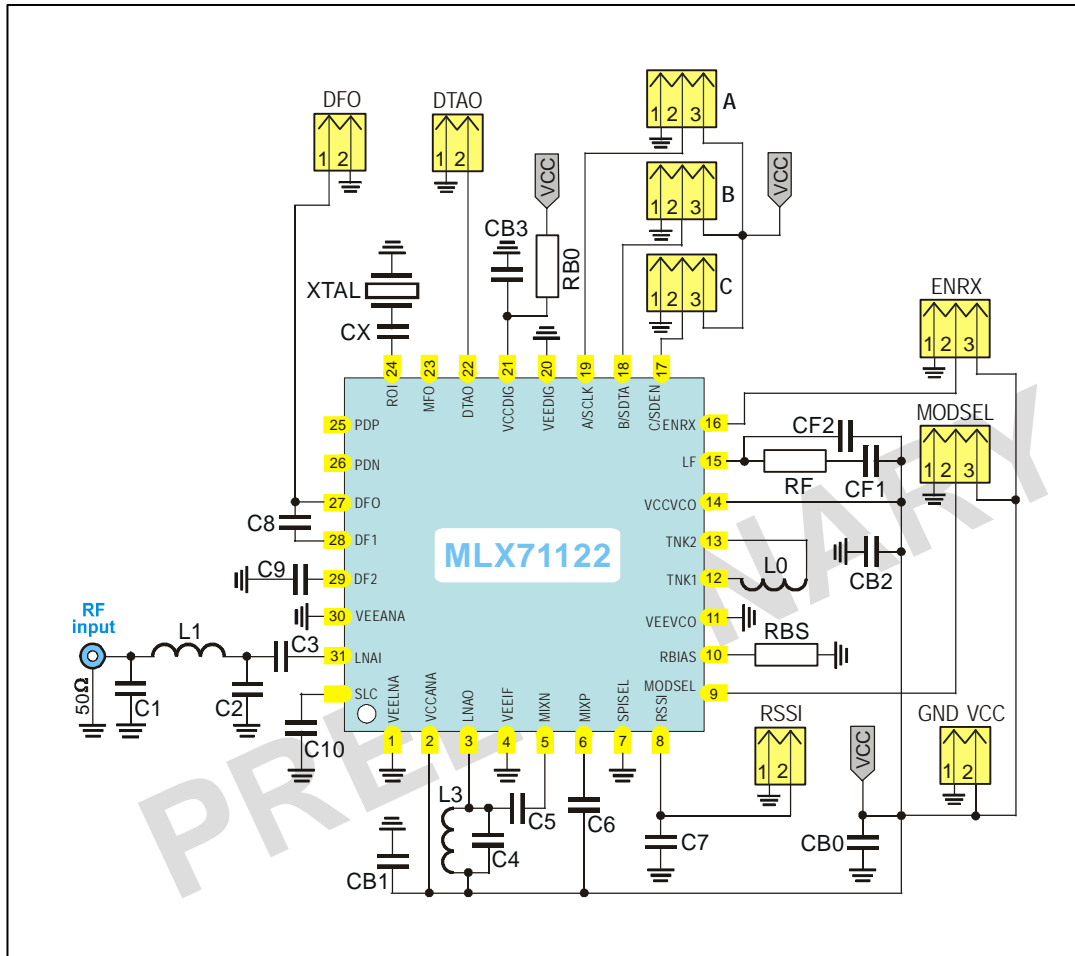 A
1 2 3
DFO
1 2
DTAO
1 2
VCC
B
1 2 3
VCC
CB3
RB0
C
1 2 3
XTAL
CX
ENRX
1 2 3
24 23 22 21 20 19 18 17
ROI MFO DTAO VCCDIG VEEDIG A/SCLK B/SDTA C/SDEN
25 PDP
ENRX 16
26 PDN
LF 15
CF2
RF
CF1
MODSEL
1 2 3
27 DFO
VCCVCO 14
C8
28 DF1
TNK2 13
MLX71122
L0
CB2
C9
29 DF2
TNK1 12
30 VEEANA
VEEVCO 11
RF
input
L1
C3
31 LNAI
RBIAS 10
RBS
50Ω
C1
C2
SLC
MODSEL 9
C10
VEELNA VCCANA LNAO VEEIF MIXN MIXP SPISEL RSSI
1 2 3 4 5 6 7 8
RSSI
1 2
VCC
GND VCC
1 2
L3
C4
C5
C6
C7
CB0
CB1
PRELI NARY